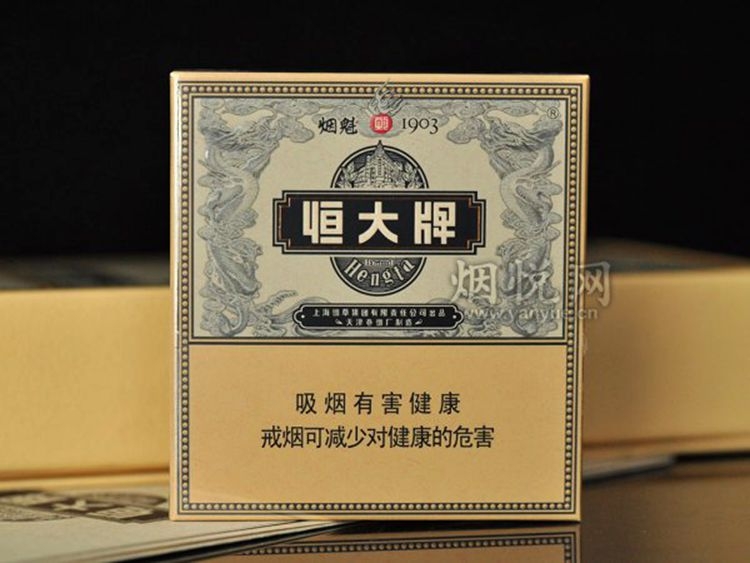 烟魁 1903
®
恒大牌
Hengta
上海烟草集团有限责任公司出品
天津卷烟厂制造
烟悦网
www.yanyue.cn
吸烟有害健康
戒烟可减少对健康的危害